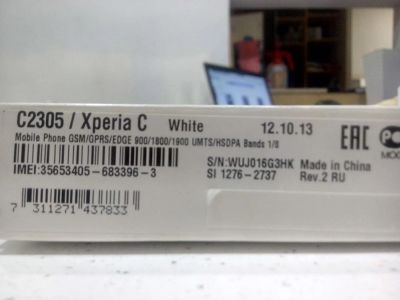 C2305 / Xperia C White 12.10.13 EAC
Mobile Phone GSM/GPRS/EDGE 900/1800/1900 UMTS/HSDPA Bands 1/8
S/N:WUJ016G3HK Made in China
IMEI:35653405-683396-3 SI 1276-2737 Rev.2 RU
7 311271 437833